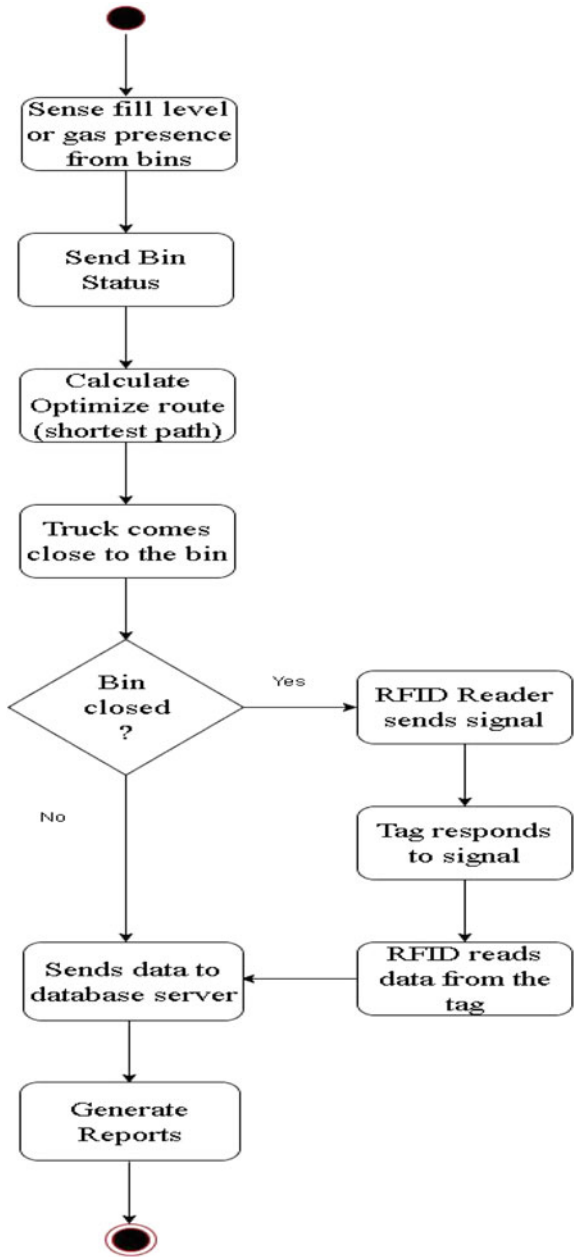 Sense fill level
or gas presence
from bins
Send Bin
Status
Calculate
Optimize route
(shortest path)
Truck comes
close to the bin
Bin
closed
?
Yes
RFID Reader
sends signal
No
Tag responds
to signal
RFID reads
data from the
tag
Sends data to
database server
Generate
Reports